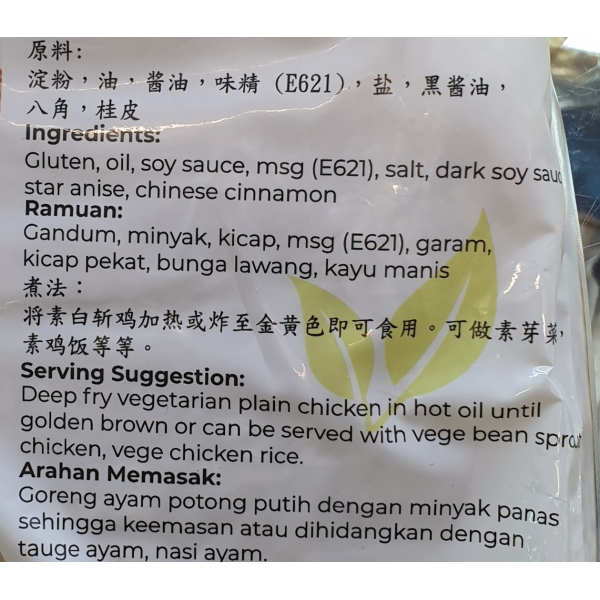 原料:
淀粉，油，酱油，味精 (E621)，盐，黑酱油，
八角，桂皮
Ingredients:
Gluten, oil, soy sauce, msg (E621), salt, dark soy
star anise, chinese cinnamon
Ramuan:
Gandum, minyak, kicap, msg (E621), garam,
kicap pekat, bunga lawang, kayu manis
煮法：
将素白斩鸡加热或炸至金黄色即可食用。可做素芽菜，
素鸡饭等等。
Serving Suggestion:
Deep fry vegetarian plain chicken in hot oil until
golden brown or can be served with vege bean sprout
chicken, vege chicken rice.
Arahan Memasak:
Goreng ayam potong putih dengan minyak panas
sehingga keemasan atau dihidangkan dengan
tauge ayam, nasi ayam.